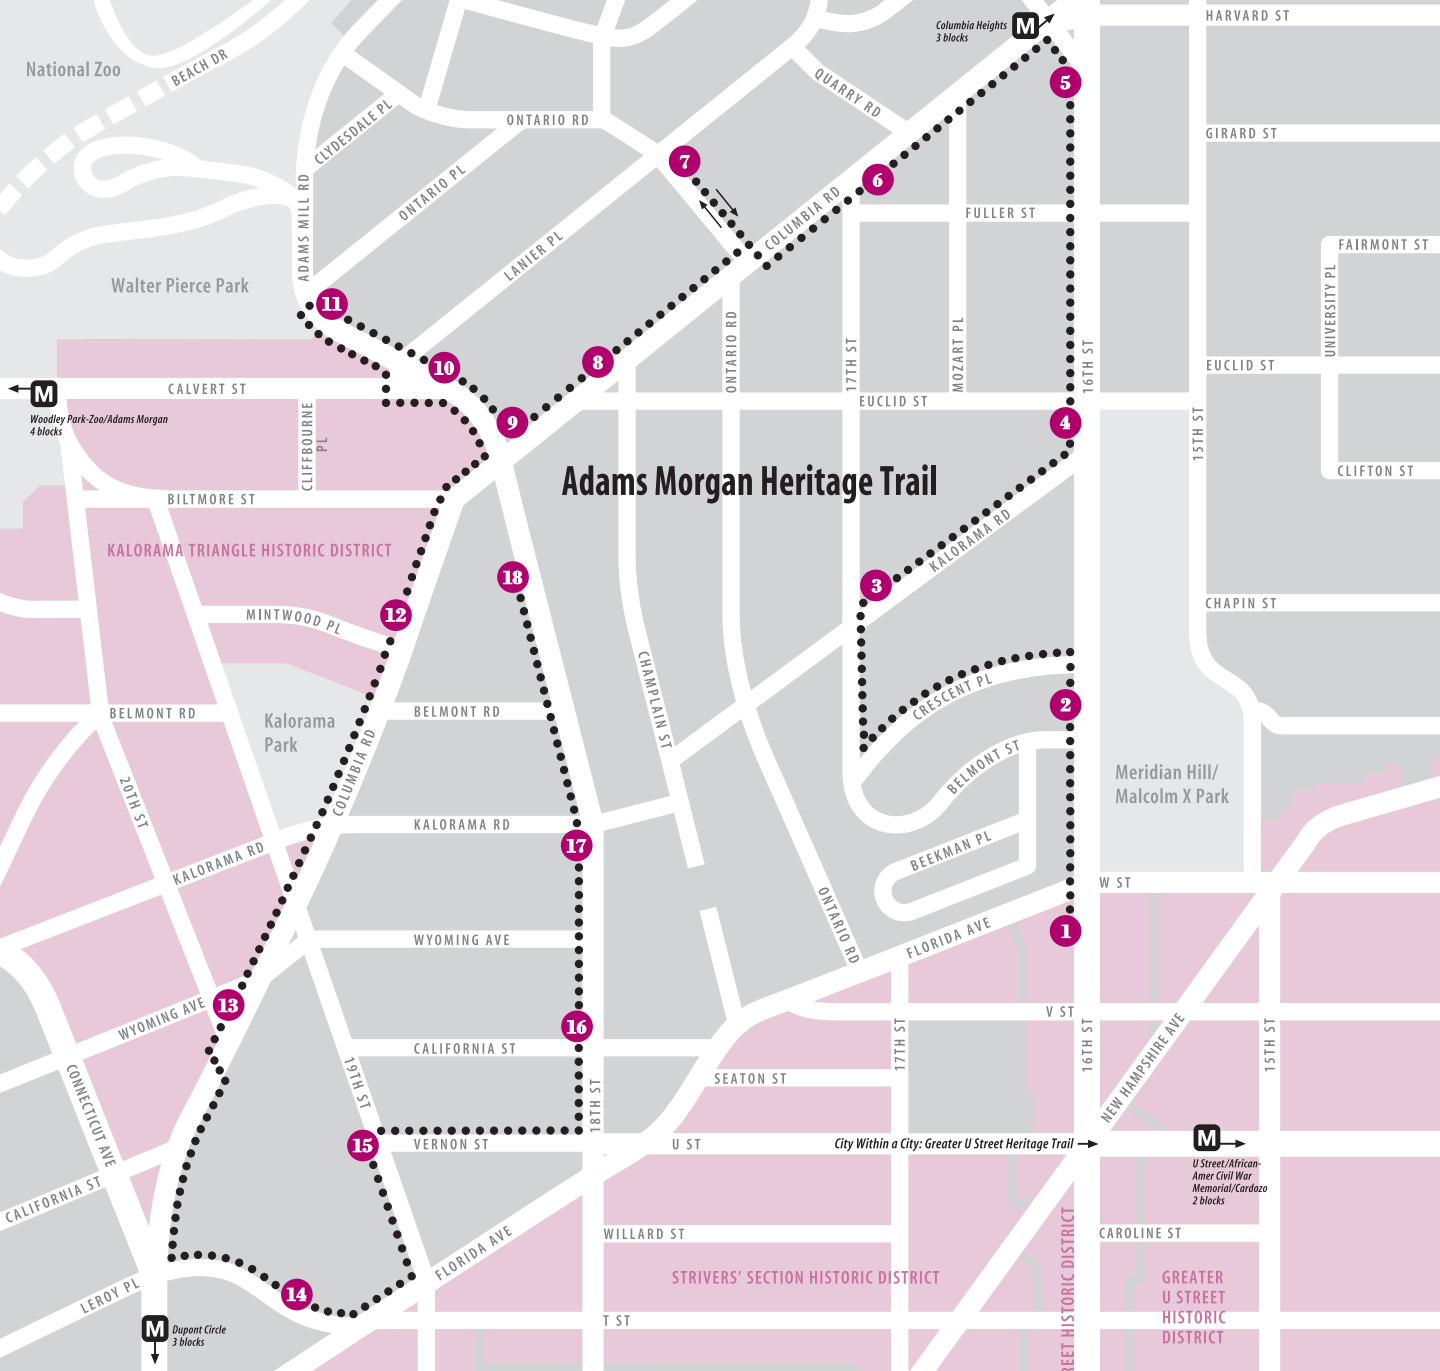 Columbia Heights
3 blocks
M
HARVARD ST
National Zoo
BEACH DR
5
QUARRY RD
CLYDESDALE PL
ONTARIO RD
GIRARD ST
7
6
ONTARIO PL
ADAMS MILL RD
COLUMBIA RD
FULLER ST
LANIER PL
FAIRMONT ST
UNIVERSITY PL
Walter Pierce Park
11
10
8
ONTARIO RD
17TH ST
MOZART PL
16TH ST
EUCLID ST
M
CALVERT ST
Woodley Park-Zoo/Adams Morgan
4 blocks
CLIFFBOURNE
PL
9
EUCLID ST
4
15TH ST
CLIFTON ST
Adams Morgan Heritage Trail
BILTMORE ST
KALORAMA TRIANGLE HISTORIC DISTRICT
KALORAMA RD
18
3
CHAPIN ST
12
MINTWOOD PL
CHAMPLAIN ST
CRESCENT PL
2
BELMONT RD
BELMONT RD
Kalorama
Park
COLUMBIA RD
BELMONT ST
Meridian Hill/
Malcolm X Park
20TH ST
KALORAMA RD
17
KALORAMA RD
BEEKMAN PL
W ST
ONTARIO RD
FLORIDA AVE
1
WYOMING AVE
13
WYOMING AVE
16
V ST
17TH ST
16TH ST
NEW HAMPSHIRE AVE
15TH ST
CALIFORNIA ST
CONNECTICUT AVE
19TH ST
SEATON ST
18TH ST
15
VERNON ST
U ST
City Within a City: Greater U Street Heritage Trail
M
U Street/African-
Amer Civil War
Memorial/Cardozo
2 blocks
CALIFORNIA ST
FLORIDA AVE
WILLARD ST
CAROLINE ST
STRIVERS' SECTION HISTORIC DISTRICT
REET HISTORIC DISTRICT
GREATER
U STREET
HISTORIC
DISTRICT
LEROY PL
14
M
Dupont Circle
3 blocks
T ST